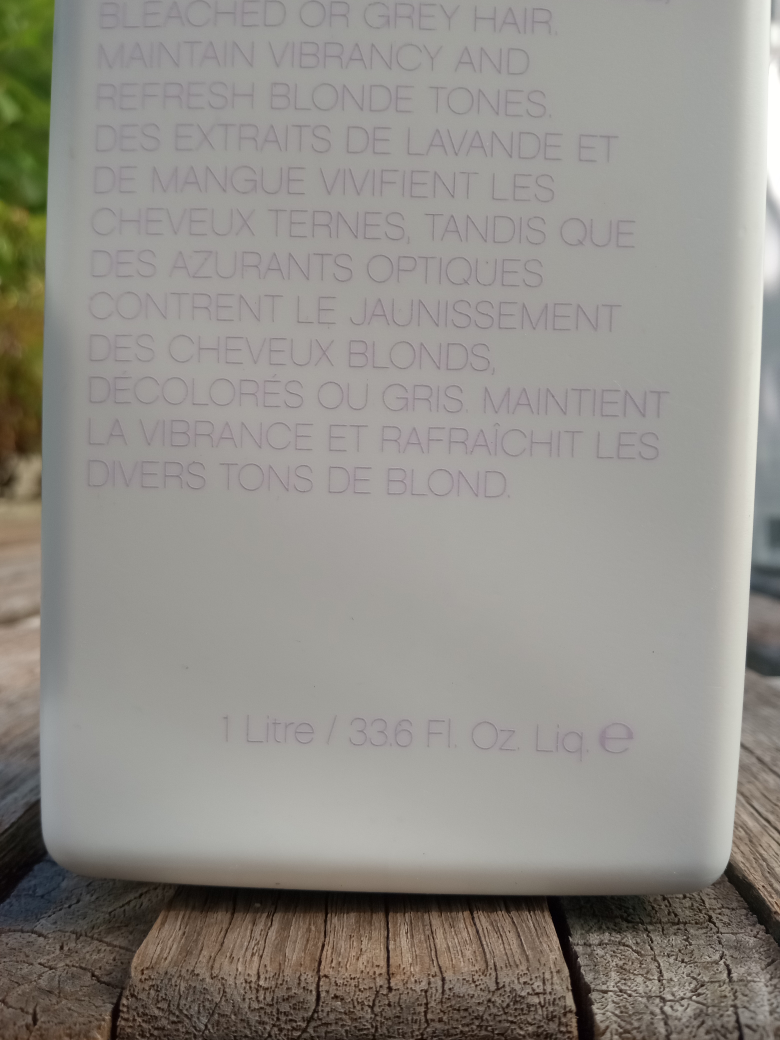 BLEACHED OR GREY HAIR.
MAINTAIN VIBRANCY AND
REFRESH BLONDE TONES.
DES EXTRAITS DE LAVANDE ET
DE MANGUE VIVIFIENT LES
CHEVEUX TERNES, TANDIS QUE
DES AZURANTS OPTIQUES
CONTRENT LE JAUNISSEMENT
DES CHEVEUX BLONDS,
DÉCOLORÉS OU GRIS. MAINTIENT
LA VIBRANCE ET RAFRAÎCHIT LES
DIVERS TONS DE BLOND.
1 Litre / 33.6 Fl. Oz. Liq. ℮